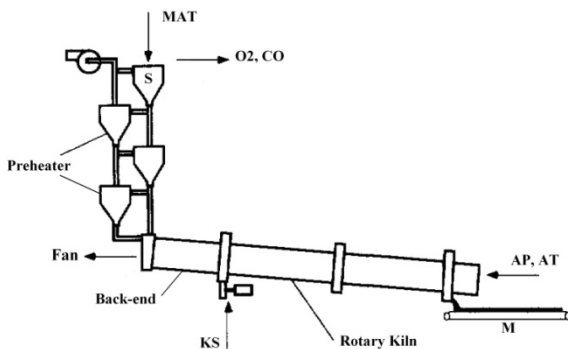 MAT
O2, CO
S
Preheater
Fan
AP, AT
Back-end
M
KS
Rotary Kiln